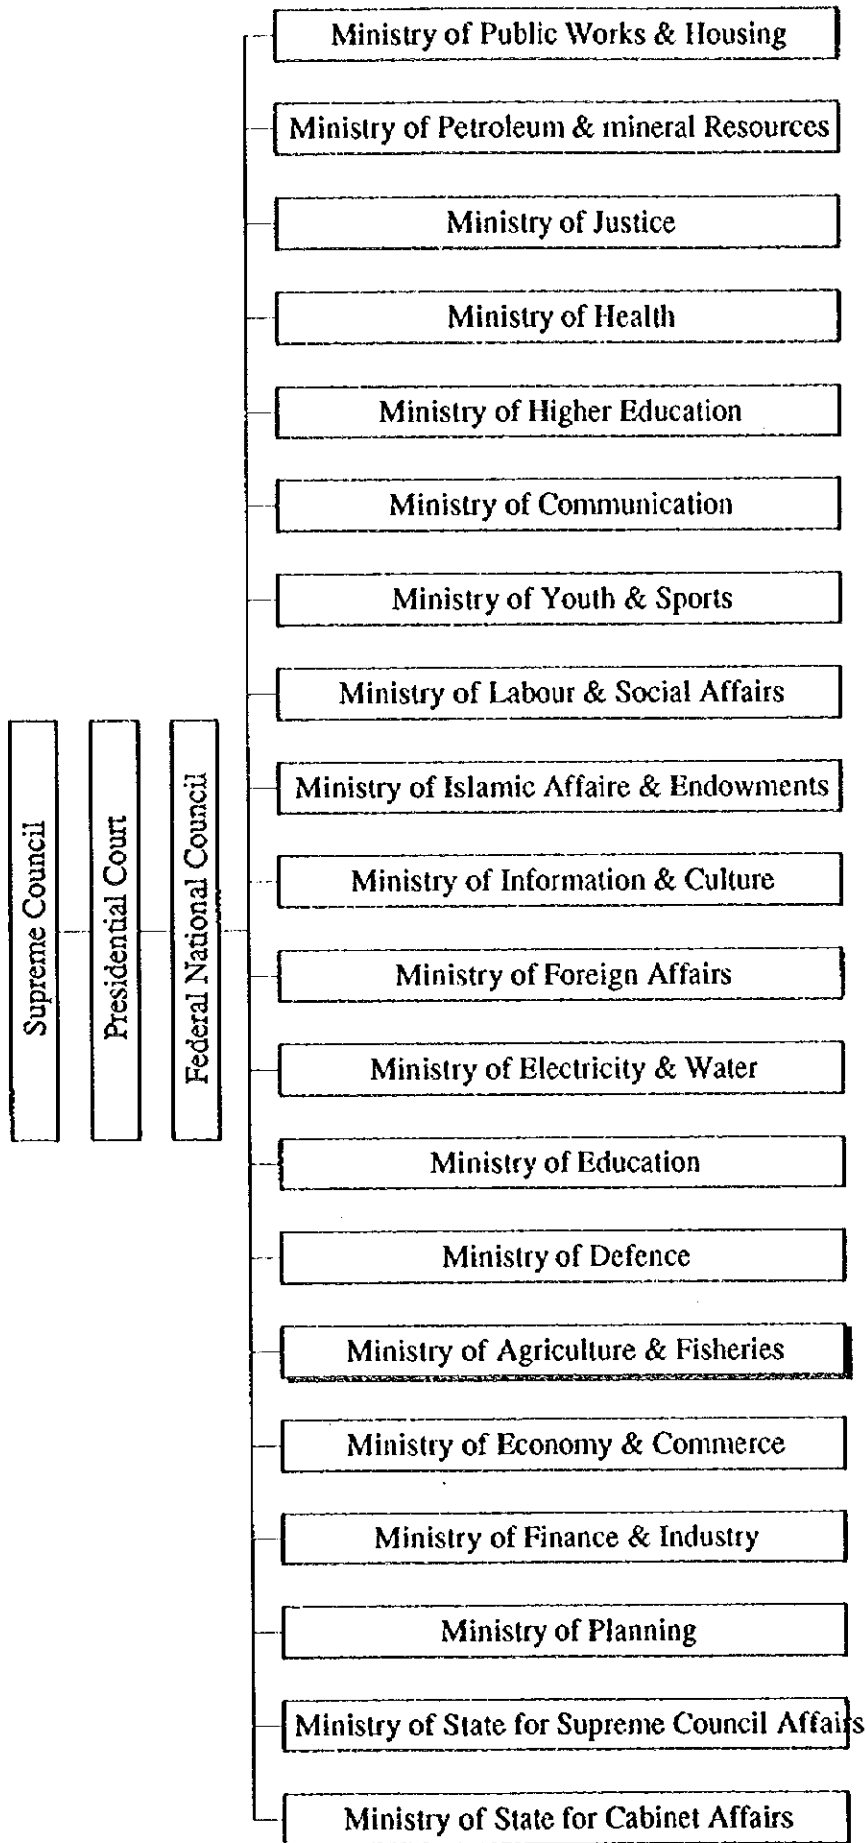 Supreme Council
Presidential Court
Federal National Council
Ministry of Public Works & Housing
Ministry of Petroleum & mineral Resources
Ministry of Justice
Ministry of Health
Ministry of Higher Education
Ministry of Communication
Ministry of Youth & Sports
Ministry of Labour & Social Affairs
Ministry of Islamic Affaire & Endowments
Ministry of Information & Culture
Ministry of Foreign Affairs
Ministry of Electricity & Water
Ministry of Education
Ministry of Defence
Ministry of Agriculture & Fisheries
Ministry of Economy & Commerce
Ministry of Finance & Industry
Ministry of Planning
Ministry of State for Supreme Council Affairs
Ministry of State for Cabinet Affairs